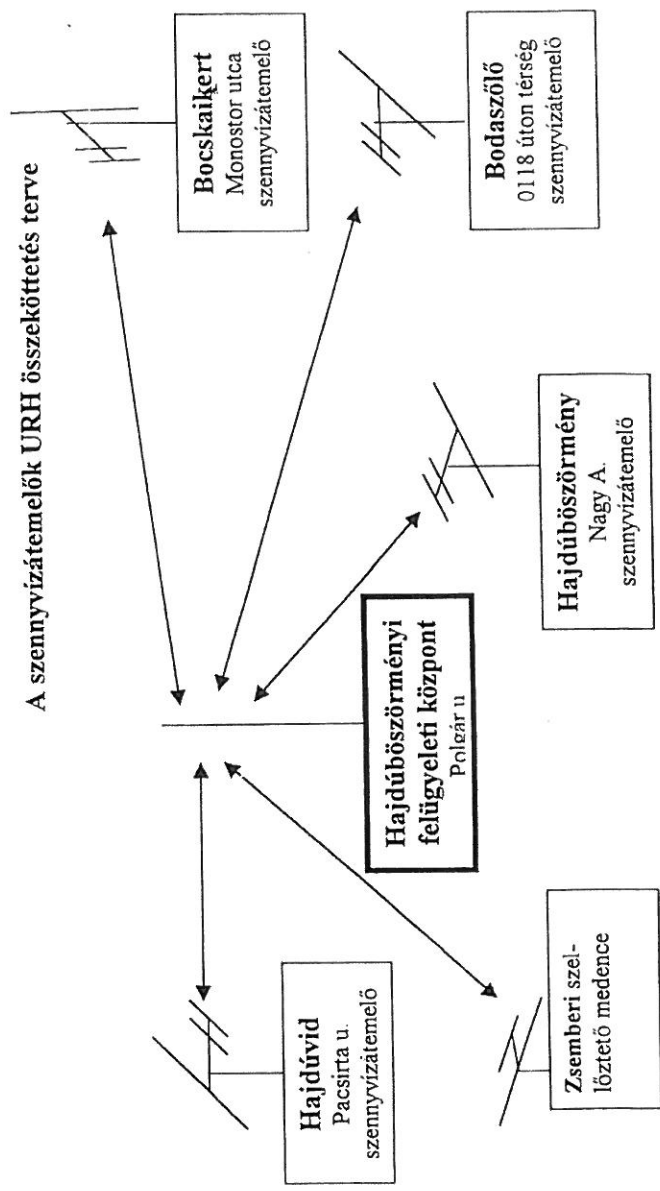 A szennyvízátemelők URH összeköttetés terve
Bocskaikert
Monostor utca
szennyvízátemelő
Bodaszőlő
0118 úton térség
szennyvízátemelő
Hajdúböszörmény
Nagy A.
szennyvízátemelő
Hajdúböszörményi
felügyeleti központ
Polgár u
Hajdúvid
Pacsirta u.
szennyvízátemelő
Zsemberi szel-
lőztető medence